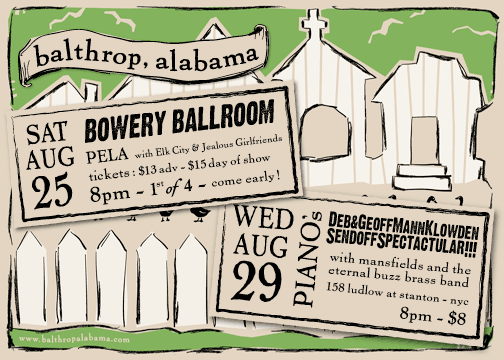 balthrop, alabama
SAT
AUG
25
BOWERY BALLROOM
PELA with Elk City & Jealous Girlfriends
tickets : $13 adv - $15 day of show
8pm - 1st of 4 - come early!
WED
AUG
29
PIANO's
DEB&GEOFFMANNKLOWDEN
SENDOFFSPECTACTULAR!!!
with mansfields and the
eternal buzz brass band
158 ludlow at stanton - nyc
8pm - $8
www.balthropalabama.com